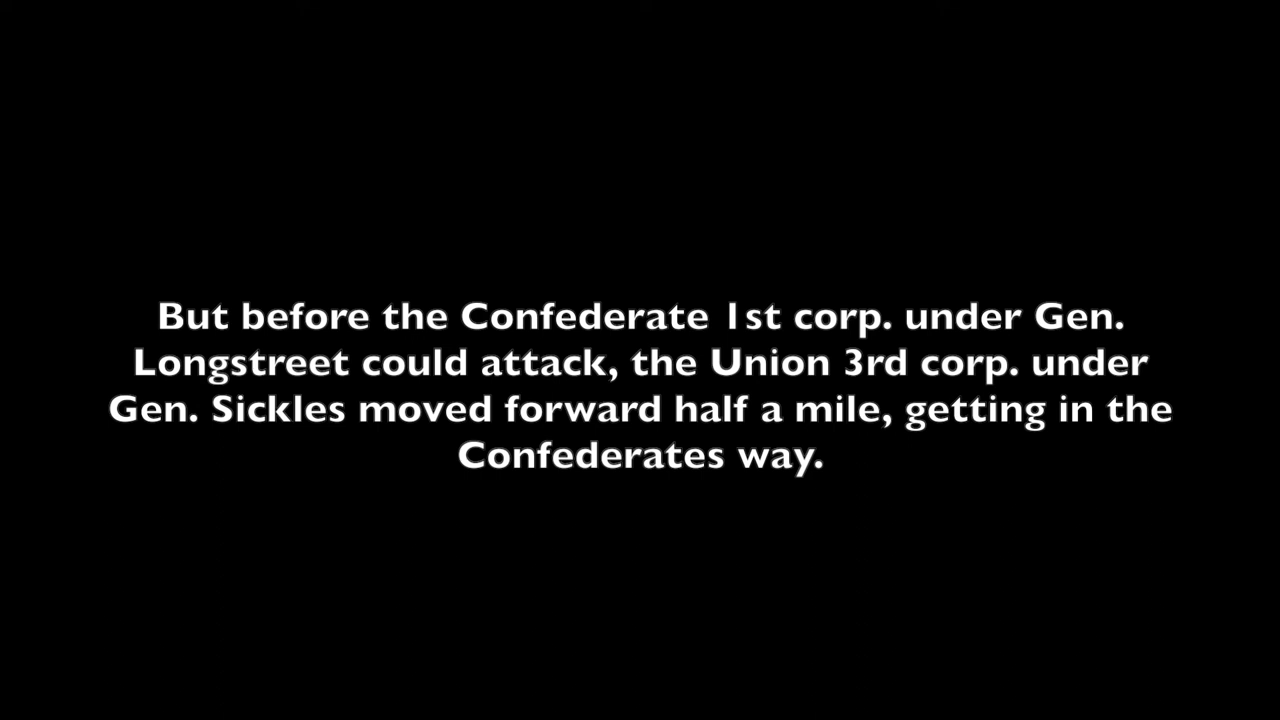 But before the Confederate 1st corp. under Gen.
Longstreet could attack, the Union 3rd corp. under
Gen. Sickles moved forward half a mile, getting in the
Confederates way.